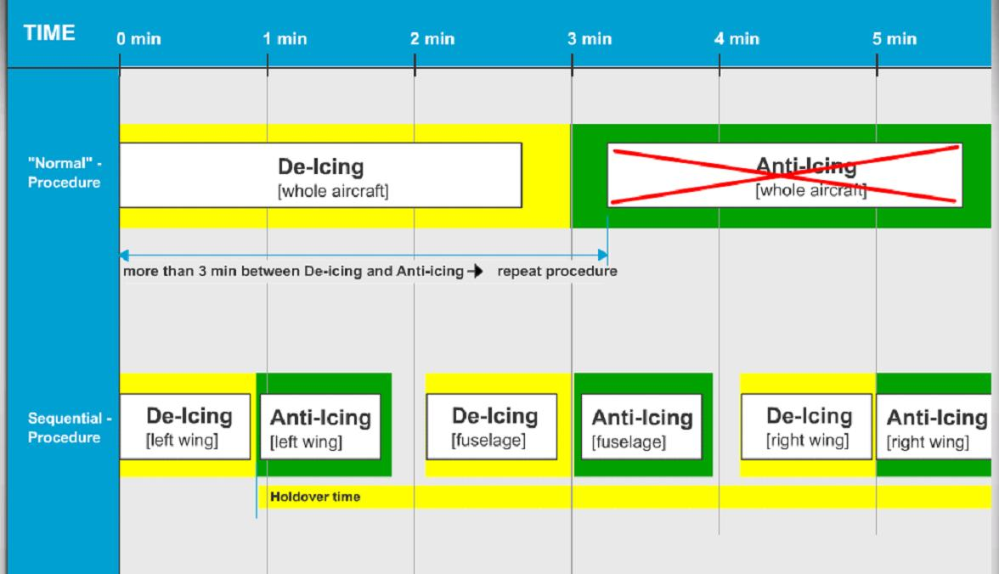 TIME
0 min
1 min
2 min
3 min
4 min
5 min
"Normal" -
Procedure
De-Icing
[whole aircraft]
Anti-Icing
[whole aircraft]
more than 3 min between De-icing and Anti-icing → repeat procedure
Sequential -
Procedure
De-Icing
[left wing]
Anti-Icing
[left wing]
De-Icing
[fuselage]
Anti-Icing
[fuselage]
De-Icing
[right wing]
Anti-Icing
[right wing]
Holdover time